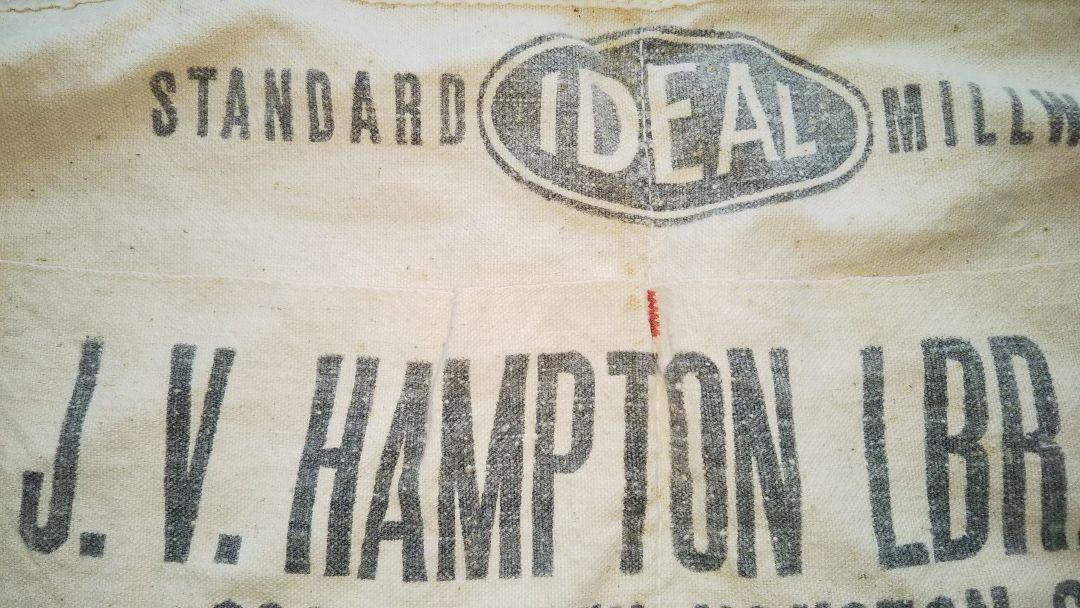 STANDARD IDEAL MILLW
J. V. HAMPTON LBR.